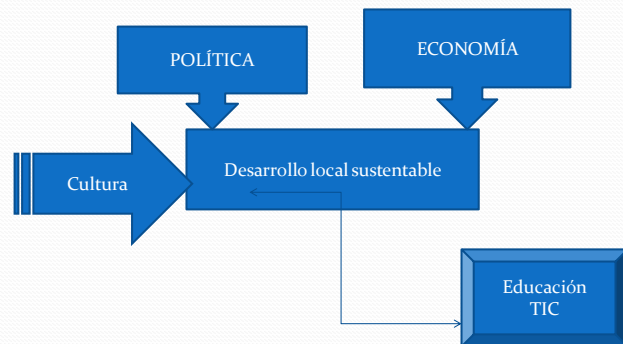 POLÍTICA
ECONOMÍA
Cultura
Desarrollo local sustentable
Educación
TIC